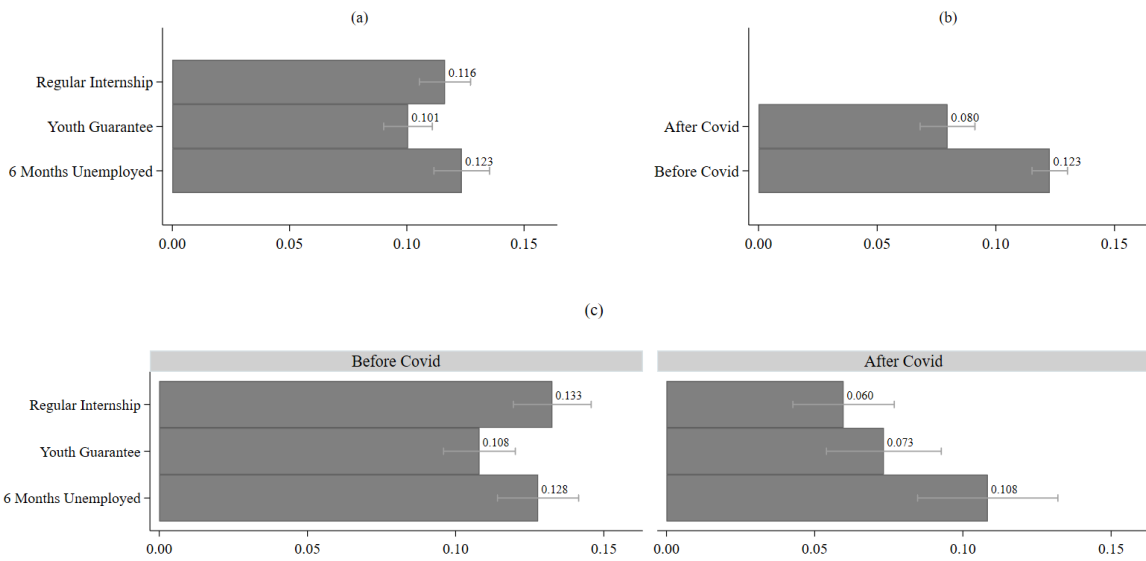 (a)
Regular Internship
0.116
Youth Guarantee
0.101
6 Months Unemployed
0.123
0.00 0.05 0.10 0.15
(b)
After Covid
0.080
Before Covid
0.123
0.00 0.05 0.10 0.15
(c)
Before Covid
Regular Internship
0.133
Youth Guarantee
0.108
6 Months Unemployed
0.128
0.00 0.05 0.10 0.15
After Covid
0.060
0.073
0.108
0.00 0.05 0.10 0.15